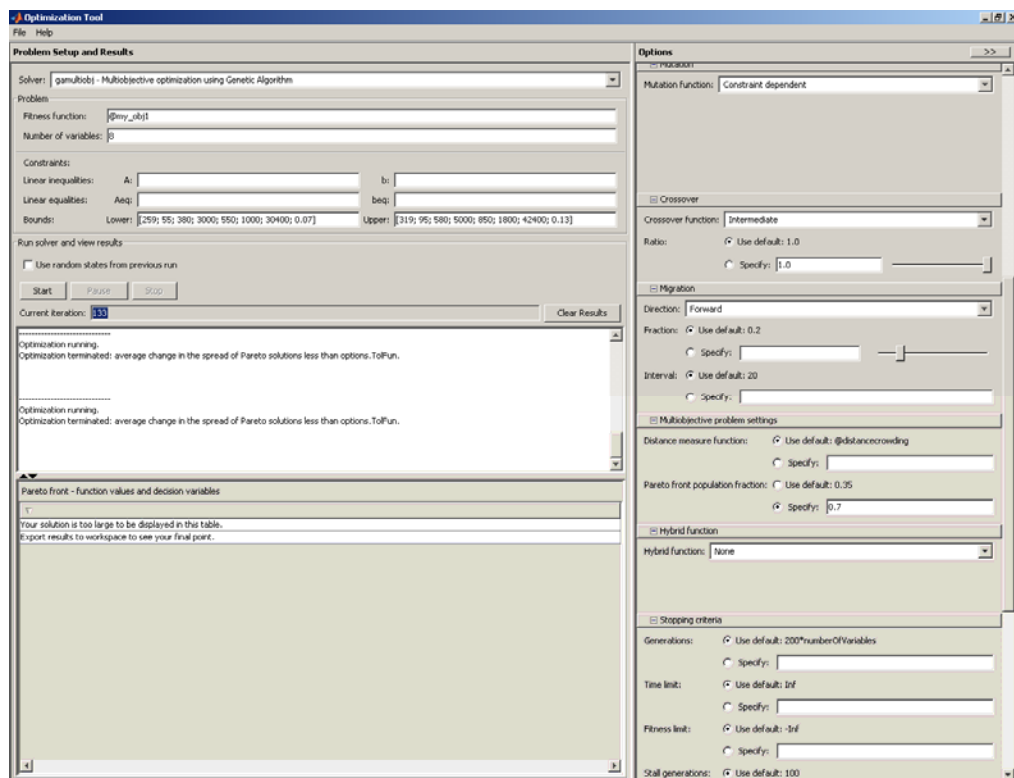 Optimization Tool
File Help
Problem Setup and Results
Solver: gamultiobj - Multiobjective optimization using Genetic Algorithm
Problem
Fitness function: @my_obj1
Number of variables: 8
Constraints:
Linear inequalities: A: b:
Linear equalities: Aeq: beq:
Bounds: Lower: [259; 55; 380; 3000; 550; 1000; 30400; 0.07] Upper: [319; 95; 580; 5000; 850; 1800; 42400; 0.13]
Run solver and view results
Use random states from previous run
Start Pause Stop
Current iteration: 133 Clear Results
Optimization running.
Optimization terminated: average change in the spread of Pareto solutions less than options.TolFun.
Optimization running.
Optimization terminated: average change in the spread of Pareto solutions less than options.TolFun.
Pareto front - function values and decision variables
Your solution is too large to be displayed in this table.
Export results to workspace to see your final point.
Options >>
Mutation
Mutation function: Constraint dependent
Crossover
Crossover function: Intermediate
Ratio: Use default: 1.0
Specify: 1.0
Migration
Direction: Forward
Fraction: Use default: 0.2
Specify:
Interval: Use default: 20
Specify:
Multiobjective problem settings
Distance measure function: Use default: @distancecrowding
Specify:
Pareto front population fraction: Use default: 0.35
Specify: 0.7
Hybrid function
Hybrid function: None
Stopping criteria
Generations: Use default: 200*numberOfVariables
Specify:
Time limit: Use default: Inf
Specify:
Fitness limit: Use default: -Inf
Specify:
Stall generations: Use default: 100